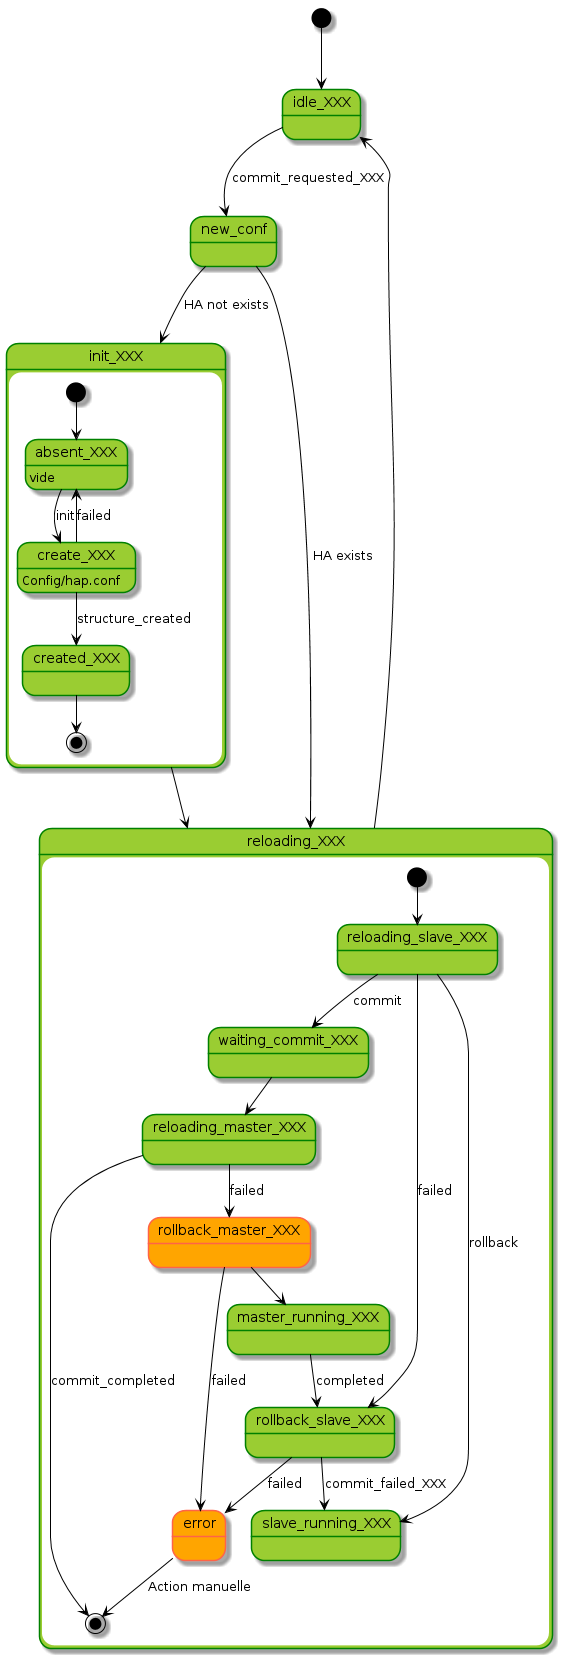 idle_XXX
commit_requested_XXX
new_conf
HA not exists
init_XXX
absent_XXX
vide
init
failed
create_XXX
Config/hap.conf
HA exists
structure_created
created_XXX
reloading_XXX
reloading_slave_XXX
commit
waiting_commit_XXX
reloading_master_XXX
failed
failed
rollback_master_XXX
rollback
master_running_XXX
commit_completed
failed
completed
rollback_slave_XXX
failed
commit_failed_XXX
error
slave_running_XXX
Action manuelle